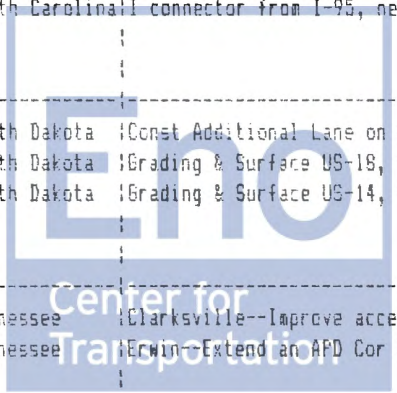 th Carolina|I connector from I-95, ne
th Dakota |Const Additional Lane on
th Dakota |Grading & Surface US-18,
th Dakota |Grading & Surface US-14,
Eno
Center for
Transportation
nessee |Clarksville--Improve acce
nessee |Erwin--Extend an APD Cor